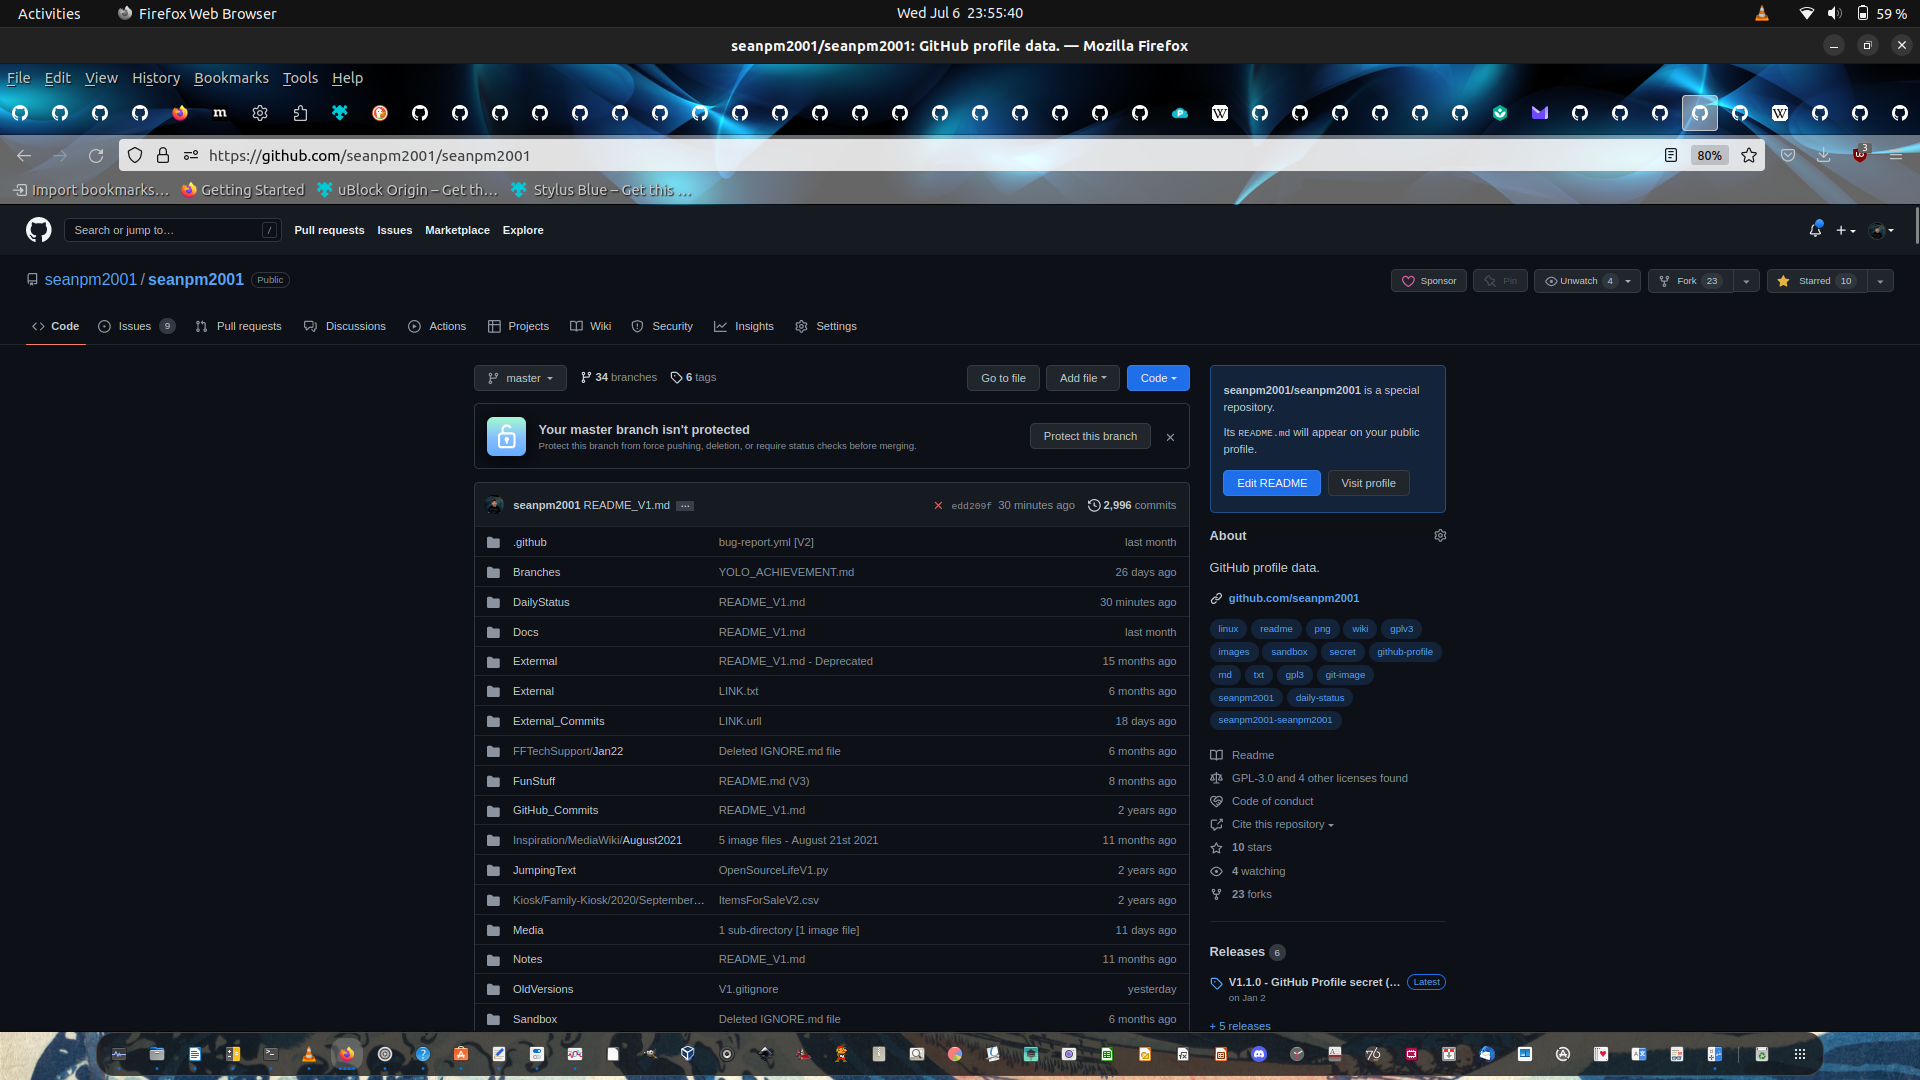 Activities Firefox Web Browser Wed Jul 6 23:55:40 59 %
seanpm2001/seanpm2001: GitHub profile data. — Mozilla Firefox
File Edit View History Bookmarks Tools Help
https://github.com/seanpm2001/seanpm2001 80% 3
Import bookmarks… Getting Started uBlock Origin – Get th… Stylus Blue – Get this …
Search or jump to… / Pull requests Issues Marketplace Explore
seanpm2001 / seanpm2001 Public Sponsor Pin Unwatch 4 Fork 23 Starred 10
Code Issues 9 Pull requests Discussions Actions Projects Wiki Security Insights Settings
master 34 branches 6 tags Go to file Add file Code
Your master branch isn't protected
Protect this branch from force pushing, deletion, or require status checks before merging.
Protect this branch
seanpm2001 README_V1.md ... edd209f 30 minutes ago 2,996 commits
.github bug-report.yml [V2] last month
Branches YOLO_ACHIEVEMENT.md 26 days ago
DailyStatus README_V1.md 30 minutes ago
Docs README_V1.md last month
Extermal README_V1.md - Deprecated 15 months ago
External LINK.txt 6 months ago
External_Commits LINK.urll 18 days ago
FFTechSupport/Jan22 Deleted IGNORE.md file 6 months ago
FunStuff README.md (V3) 8 months ago
GitHub_Commits README_V1.md 2 years ago
Inspiration/MediaWiki/August2021 5 image files - August 21st 2021 11 months ago
JumpingText OpenSourceLifeV1.py 2 years ago
Kiosk/Family-Kiosk/2020/September… ItemsForSaleV2.csv 2 years ago
Media 1 sub-directory [1 image file] 11 days ago
Notes README_V1.md 11 months ago
OldVersions V1.gitignore yesterday
Sandbox Deleted IGNORE.md file 6 months ago
seanpm2001/seanpm2001 is a special
repository.
Its README.md will appear on your public
profile.
Edit README Visit profile
About
GitHub profile data.
github.com/seanpm2001
linux readme png wiki gplv3
images sandbox secret github-profile
md txt gpl3 git-image
seanpm2001 daily-status
seanpm2001-seanpm2001
Readme
GPL-3.0 and 4 other licenses found
Code of conduct
Cite this repository
10 stars
4 watching
23 forks
Releases 6
V1.1.0 - GitHub Profile secret (... Latest
on Jan 2
+ 5 releases